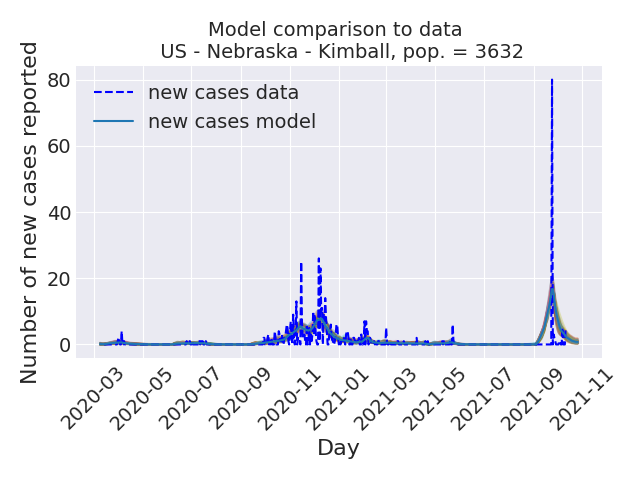 Model comparison to data
US - Nebraska - Kimball, pop. = 3632
Number of new cases reported
80
60
40
20
0
new cases data
new cases model
2020-03
2020-05
2020-07
2020-09
2020-11
2021-01
2021-03
2021-05
2021-07
2021-09
2021-11
Day